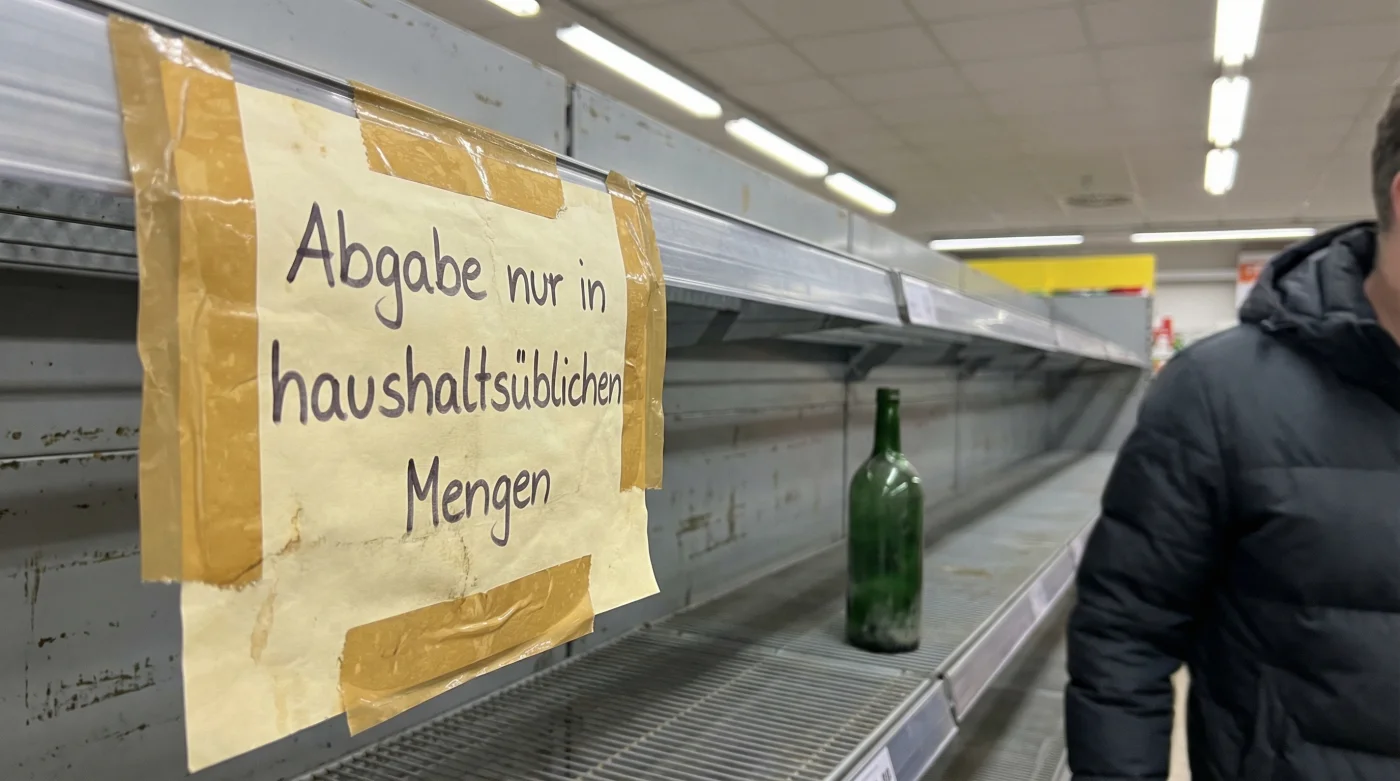 Abgabe nur in
haushaltsüblichen
Mengen